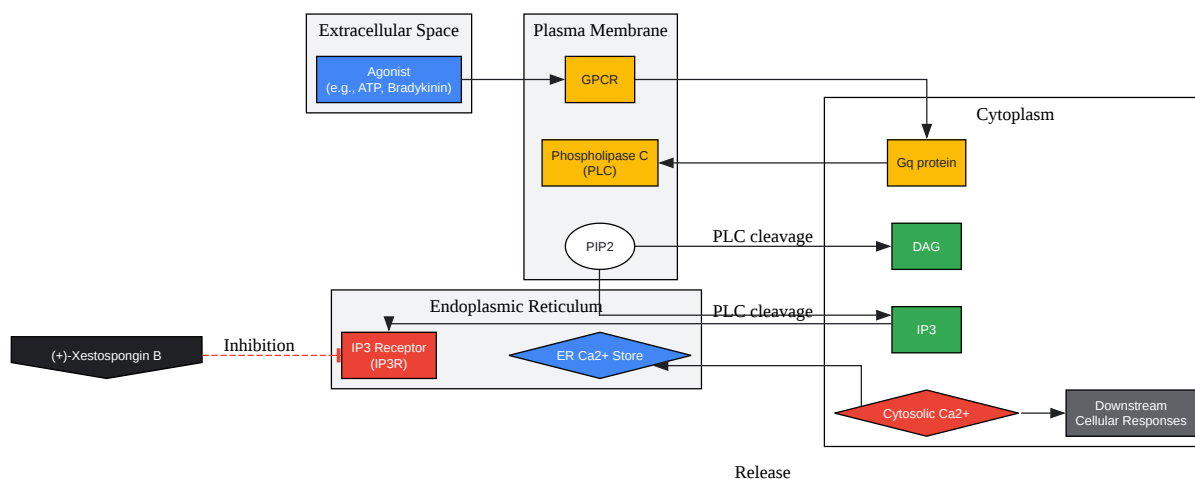 Extracellular Space
Plasma Membrane
Agonist
(e.g., ATP, Bradykinin)
GPCR
Cytoplasm
Phospholipase C
(PLC)
Gq protein
PIP2
PLC cleavage
DAG
Endoplasmic Reticulum
PLC cleavage
IP3
(+)-Xestospongin B
Inhibition
IP3 Receptor
(IP3R)
ER Ca2+ Store
Cytosolic Ca2+
Downstream
Cellular Responses
Release